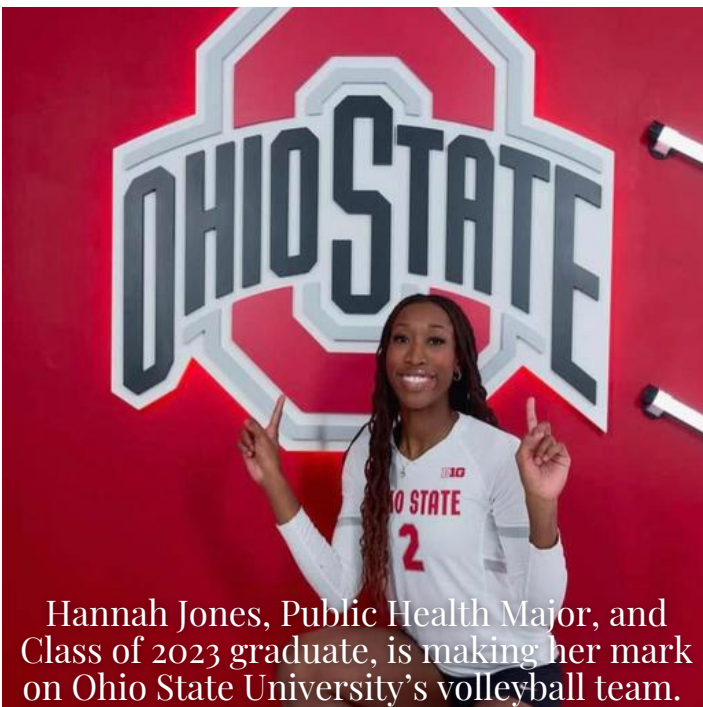 OHIO STATE
B1G
IO STATE
2
Hannah Jones, Public Health Major, and
Class of 2023 graduate, is making her mark
on Ohio State University's volleyball team.